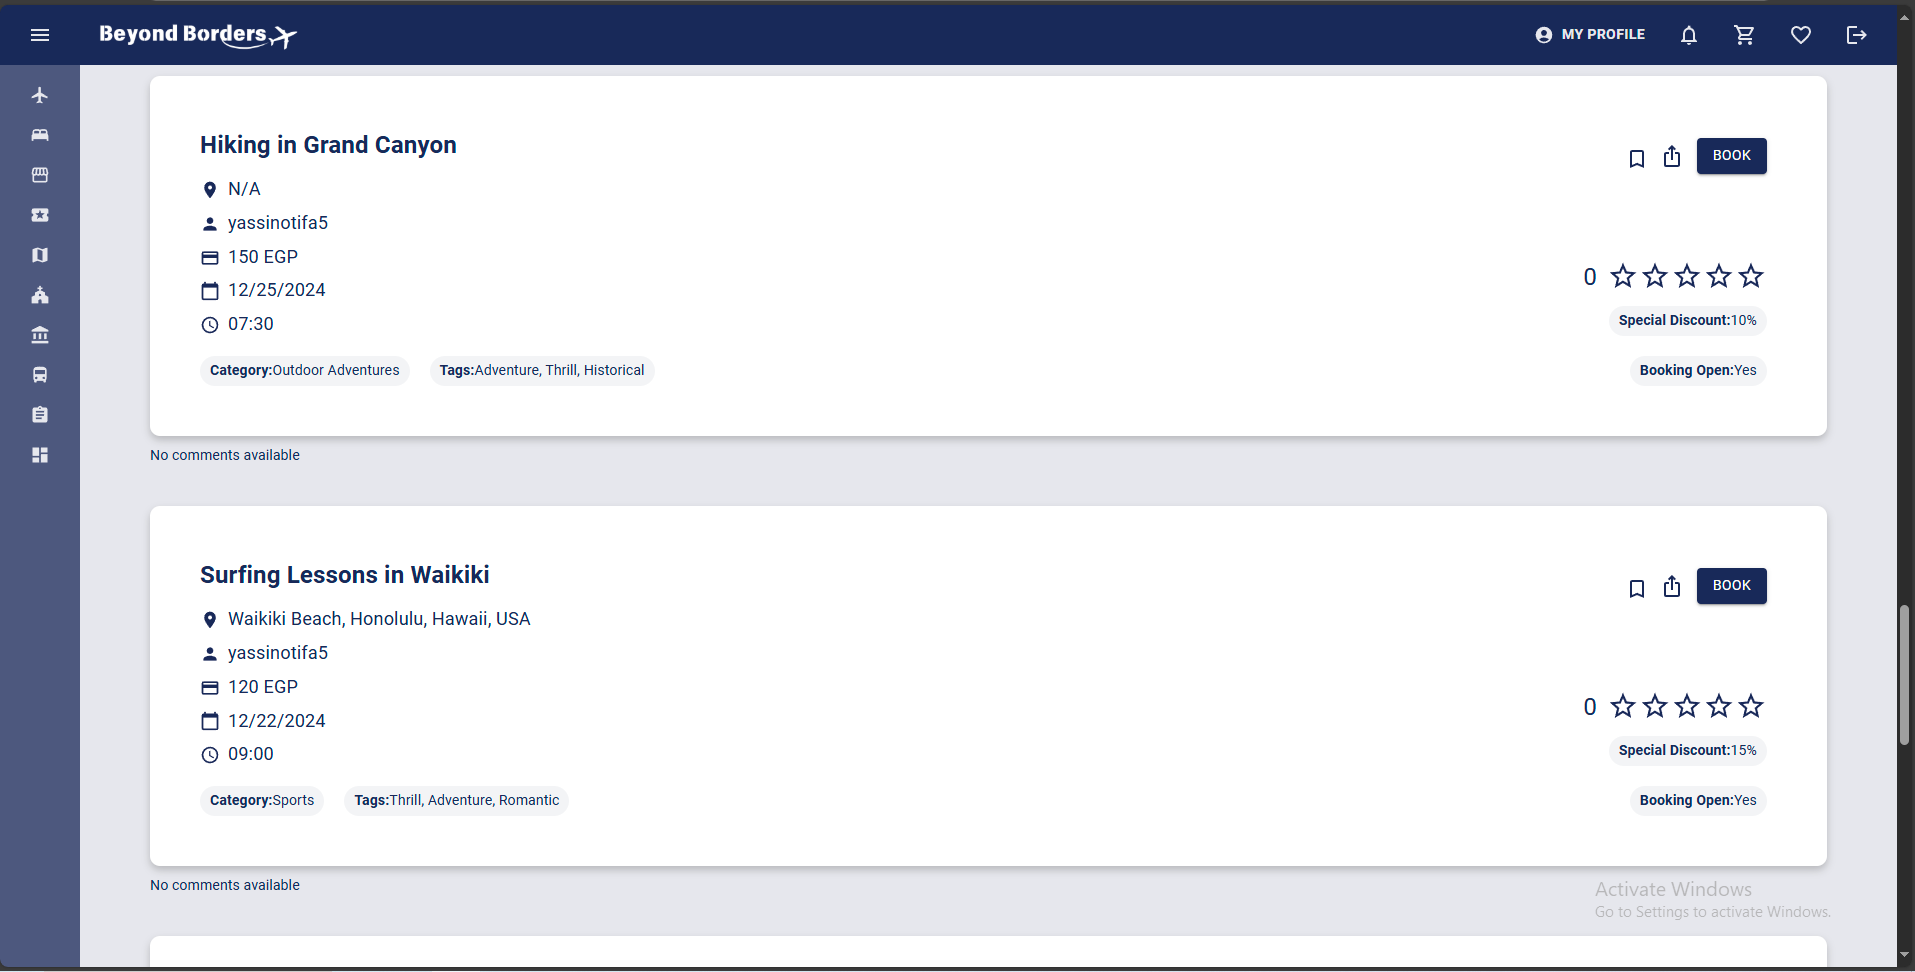 Beyond Borders
MY PROFILE
Hiking in Grand Canyon
BOOK
N/A
yassinotifa5
150 EGP
12/25/2024
07:30
0
Special Discount:10%
Category:Outdoor Adventures
Tags:Adventure, Thrill, Historical
Booking Open:Yes
No comments available
Surfing Lessons in Waikiki
BOOK
Waikiki Beach, Honolulu, Hawaii, USA
yassinotifa5
120 EGP
12/22/2024
09:00
0
Special Discount:15%
Category:Sports
Tags:Thrill, Adventure, Romantic
Booking Open:Yes
No comments available
Activate Windows
Go to Settings to activate Windows.